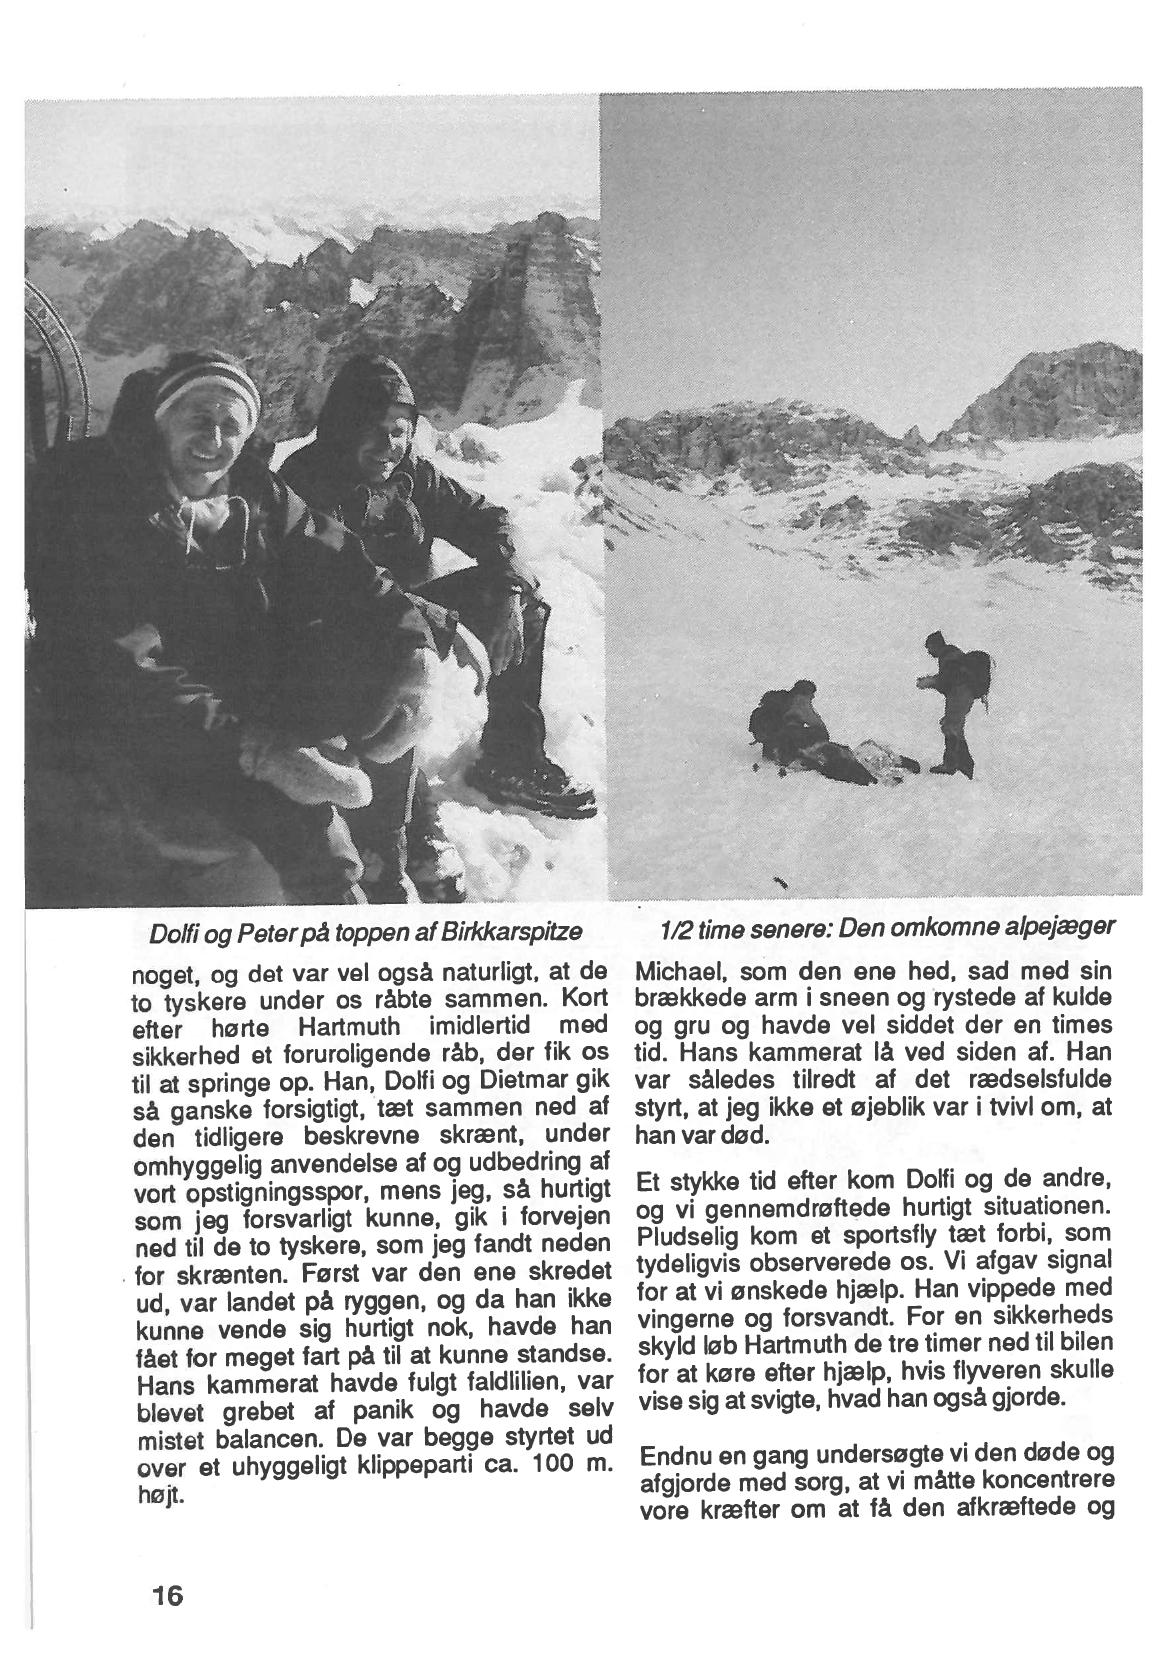 Dolfi og Peter på toppen af Birkkarspitze
1/2 time senere: Den omkomne alpejæger
noget, og det var vel også naturligt, at de
to tyskere under os råbte sammen. Kort
efter hørte Hartmuth imidlertid med
sikkerhed et foruroligende råb, der fik os
til at springe op. Han, Dolfi og Dietmar gik
så ganske forsigtigt, tæt sammen ned af
den tidligere beskrevne skrænt, under
omhyggelig anvendelse af og udbedring af
vort opstigningsspor, mens jeg, så hurtigt
som jeg forsvarligt kunne, gik i forvejen
ned til de to tyskere, som jeg fandt neden
for skrænten. Først var den ene skredet
ud, var landet på ryggen, og da han ikke
kunne vende sig hurtigt nok, havde han
fået for meget fart på til at kunne standse.
Hans kammerat havde fulgt faldlilien, var
blevet grebet af panik og havde selv
mistet balancen. De var begge styrtet ud
over et uhyggeligt klippeparti ca. 100 m.
højt.
Michael, som den ene hed, sad med sin
brækkede arm i sneen og rystede af kulde
og gru og havde vel siddet der en times
tid. Hans kammerat lå ved siden af. Han
var således tilredt af det rædselsfulde
styrt, at jeg ikke et øjeblik var i tvivl om, at
han var død.
Et stykke tid efter kom Dolfi og de andre,
og vi gennemdrøftede hurtigt situationen.
Pludselig kom et sportsfly tæt forbi, som
tydeligvis observerede os. Vi afgav signal
for at vi ønskede hjælp. Han vippede med
vingerne og forsvandt. For en sikkerheds
skyld løb Hartmuth de tre timer ned til bilen
for at køre efter hjælp, hvis flyveren skulle
vise sig at svigte, hvad han også gjorde.
Endnu en gang undersøgte vi den døde og
afgjorde med sorg, at vi måtte koncentrere
vore kræfter om at få den afkræftede og
16